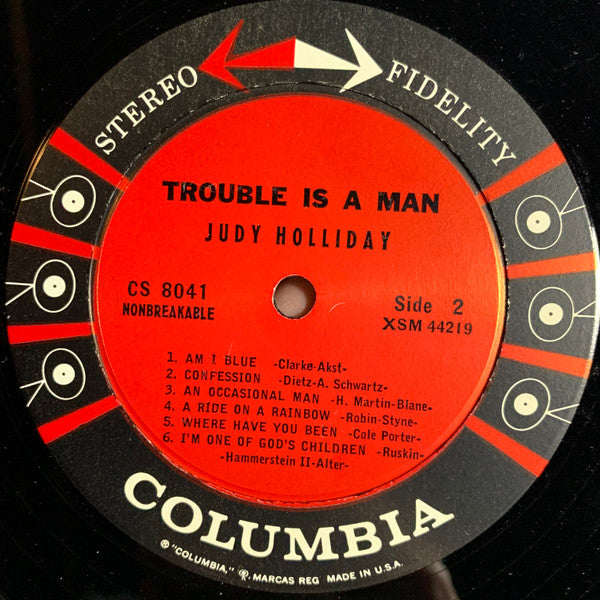 STEREO FIDELITY
TROUBLE IS A MAN
JUDY HOLLIDAY
CS 8041
NONBREAKABLE
Side 2
XSM 44219
1. AM I BLUE -Clarke-Akst-
2. CONFESSION -Dietz-A. Schwartz-
3. AN OCCASIONAL MAN -H. Martin-Blane-
4. A RIDE ON A RAINBOW -Robin-Styne-
5. WHERE HAVE YOU BEEN -Cole Porter-
6. I'M ONE OF GOD'S CHILDREN -Ruskin-
-Hammerstein II-Alter-
COLUMBIA
® "COLUMBIA," ®, MARCAS REG MADE IN U.S.A.